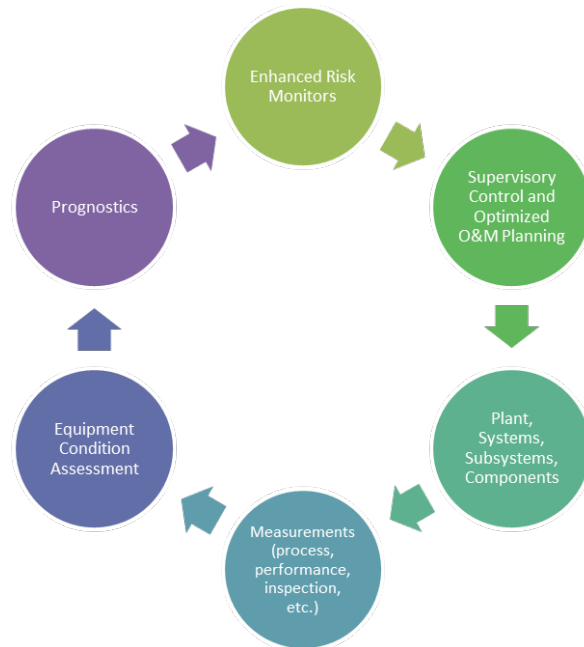 Enhanced Risk
Monitors
Supervisory
Control and
Optimized
O&M Planning
Plant,
Systems,
Subsystems,
Components
Measurements
(process,
performance,
inspection,
etc.)
Equipment
Condition
Assessment
Prognostics